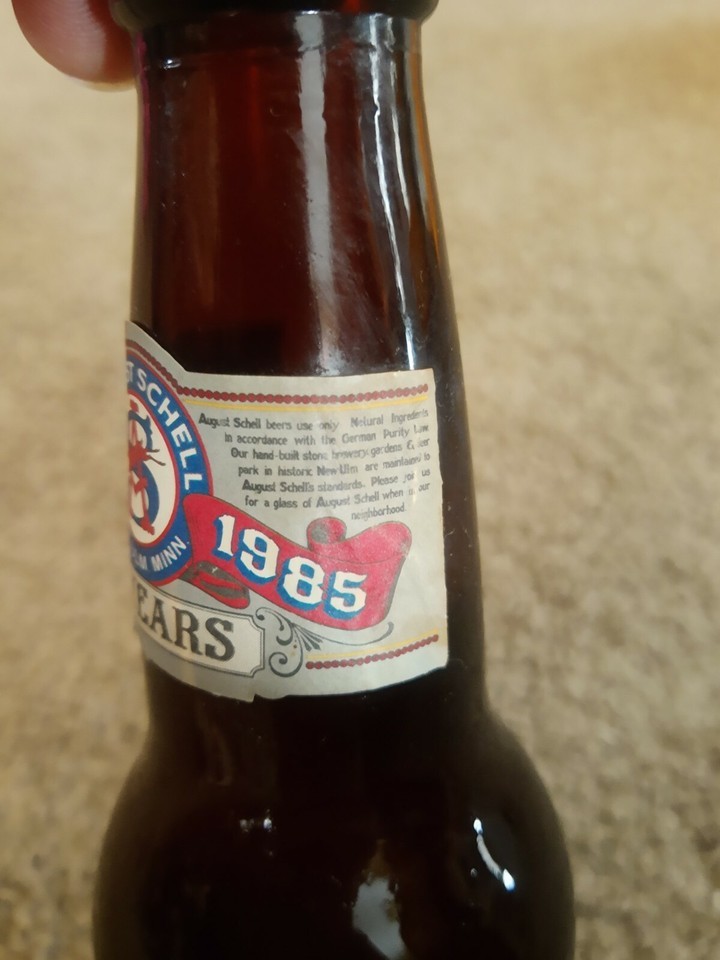 ST SCHELL
ULM MINN.
August Schell beers use only Natural Ingredients
in accordance with the German Purity Law
Our hand-built stone brewery, gardens & deer
park in historic New Ulm are maintained to
August Schell's standards. Please join us
for a glass of August Schell when in our
neighborhood.
1985
EARS